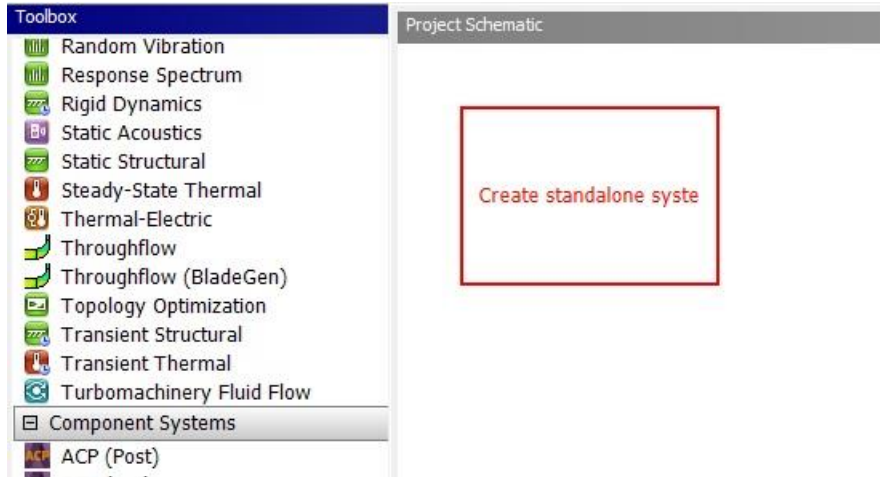 Toolbox
Random Vibration
Response Spectrum
Rigid Dynamics
Static Acoustics
Static Structural
Steady-State Thermal
Thermal-Electric
Throughflow
Throughflow (BladeGen)
Topology Optimization
Transient Structural
Transient Thermal
Turbomachinery Fluid Flow
Component Systems
ACP (Post)
Project Schematic
Create standalone syste